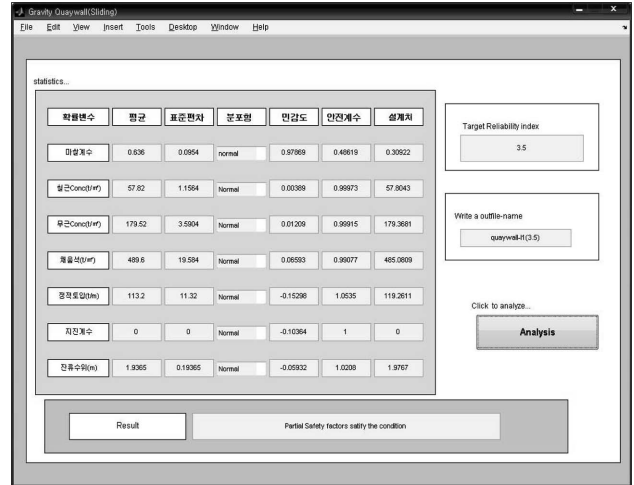 Gravity Quaywall(Sliding)
File Edit View Insert Tools Desktop Window Help
statistics...
확률변수 평균 표준편차 분포형 민감도 안전계수 설계치
마찰계수 0.636 0.0954 normal 0.97869 0.48619 0.30922
철근Conc(t/㎡) 57.82 1.1564 Normal 0.00389 0.99973 57.8043
무근Conc(t/㎡) 179.52 3.5904 Normal 0.01209 0.99915 179.3681
채움석(t/㎡) 489.6 19.584 Normal 0.06593 0.99077 485.0809
정적토압(t/m) 113.2 11.32 Normal -0.15298 1.0535 119.2611
지진계수 0 0 Normal -0.10364 1 0
잔류수위(m) 1.9365 0.19365 Normal -0.05932 1.0208 1.9767
Target Reliability index
3.5
Write a outfile-name
quaywall-l1(3.5)
Click to analyze...
Analysis
Result Partial Safety factors satify the condition